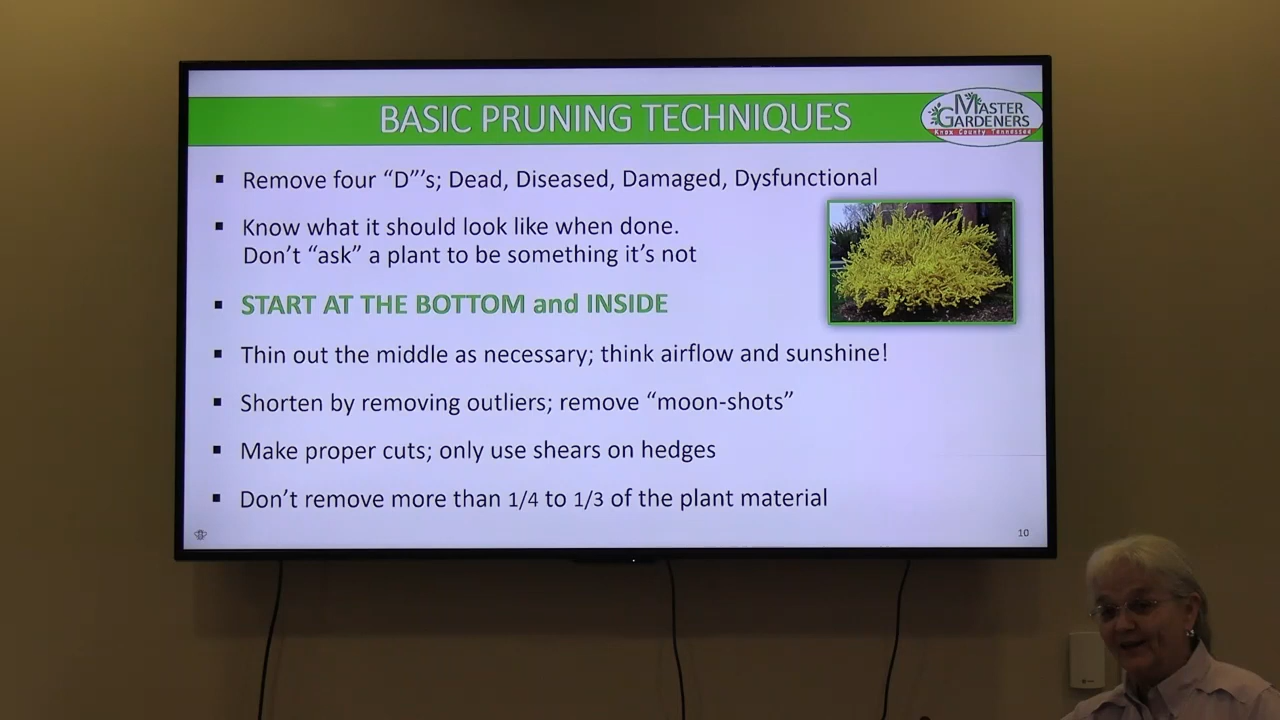 BASIC PRUNING TECHNIQUES
MASTER
GARDENERS
Knox County Tennessee
▪ Remove four “D”’s; Dead, Diseased, Damaged, Dysfunctional
▪ Know what it should look like when done.
Don’t “ask” a plant to be something it’s not
▪ START AT THE BOTTOM and INSIDE
▪ Thin out the middle as necessary; think airflow and sunshine!
▪ Shorten by removing outliers; remove “moon-shots”
▪ Make proper cuts; only use shears on hedges
▪ Don’t remove more than 1/4 to 1/3 of the plant material
10